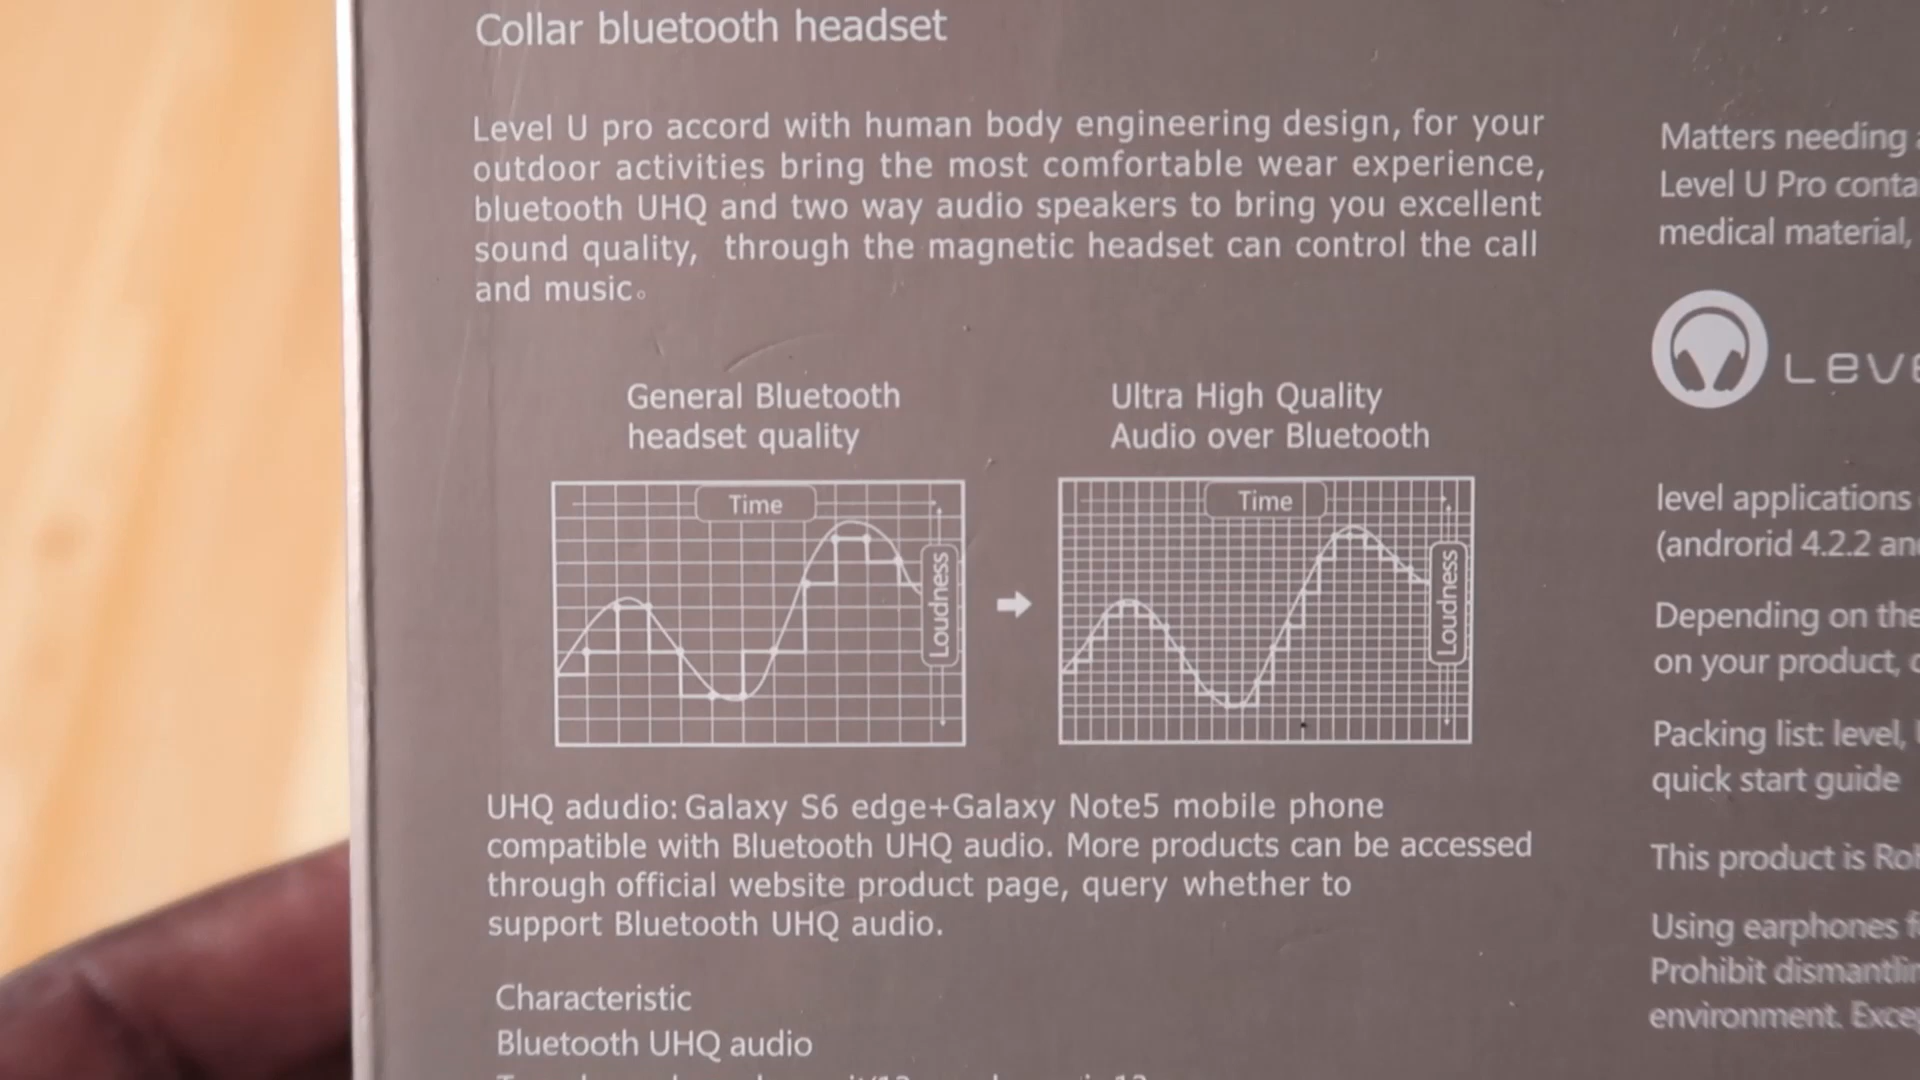 Collar bluetooth headset
Level U pro accord with human body engineering design, for your
outdoor activities bring the most comfortable wear experience,
bluetooth UHQ and two way audio speakers to bring you excellent
sound quality, through the magnetic headset can control the call
and music。
General Bluetooth
headset quality
Time
Loudness
Ultra High Quality
Audio over Bluetooth
Time
Loudness
UHQ adudio: Galaxy S6 edge+Galaxy Note5 mobile phone
compatible with Bluetooth UHQ audio. More products can be accessed
through official website product page, query whether to
support Bluetooth UHQ audio.
Characteristic
Bluetooth UHQ audio
Matters needing
Level U Pro
medical material,
level applications
(androrid 4.2.2
Depending on the
on your product,
Packing list: level,
quick start guide
This product is
Using earphones
Prohibit
environment.